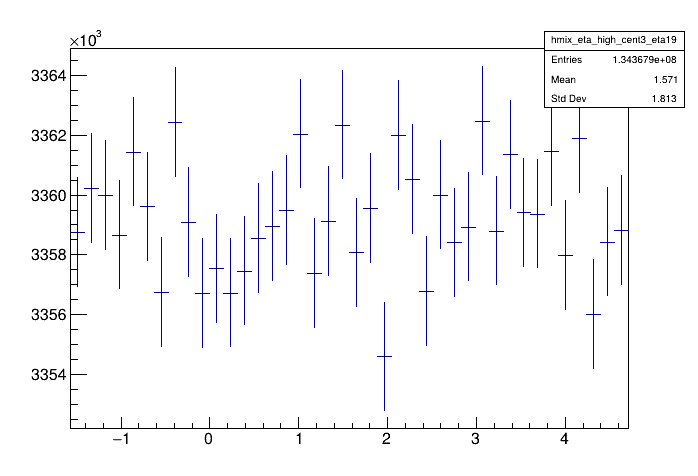 ×10³
hmix_eta_high_cent3_eta19
Entries 1.343679e+08
Mean 1.571
Std Dev 1.813
3364
3362
3360
3358
3356
3354
−1 0 1 2 3 4